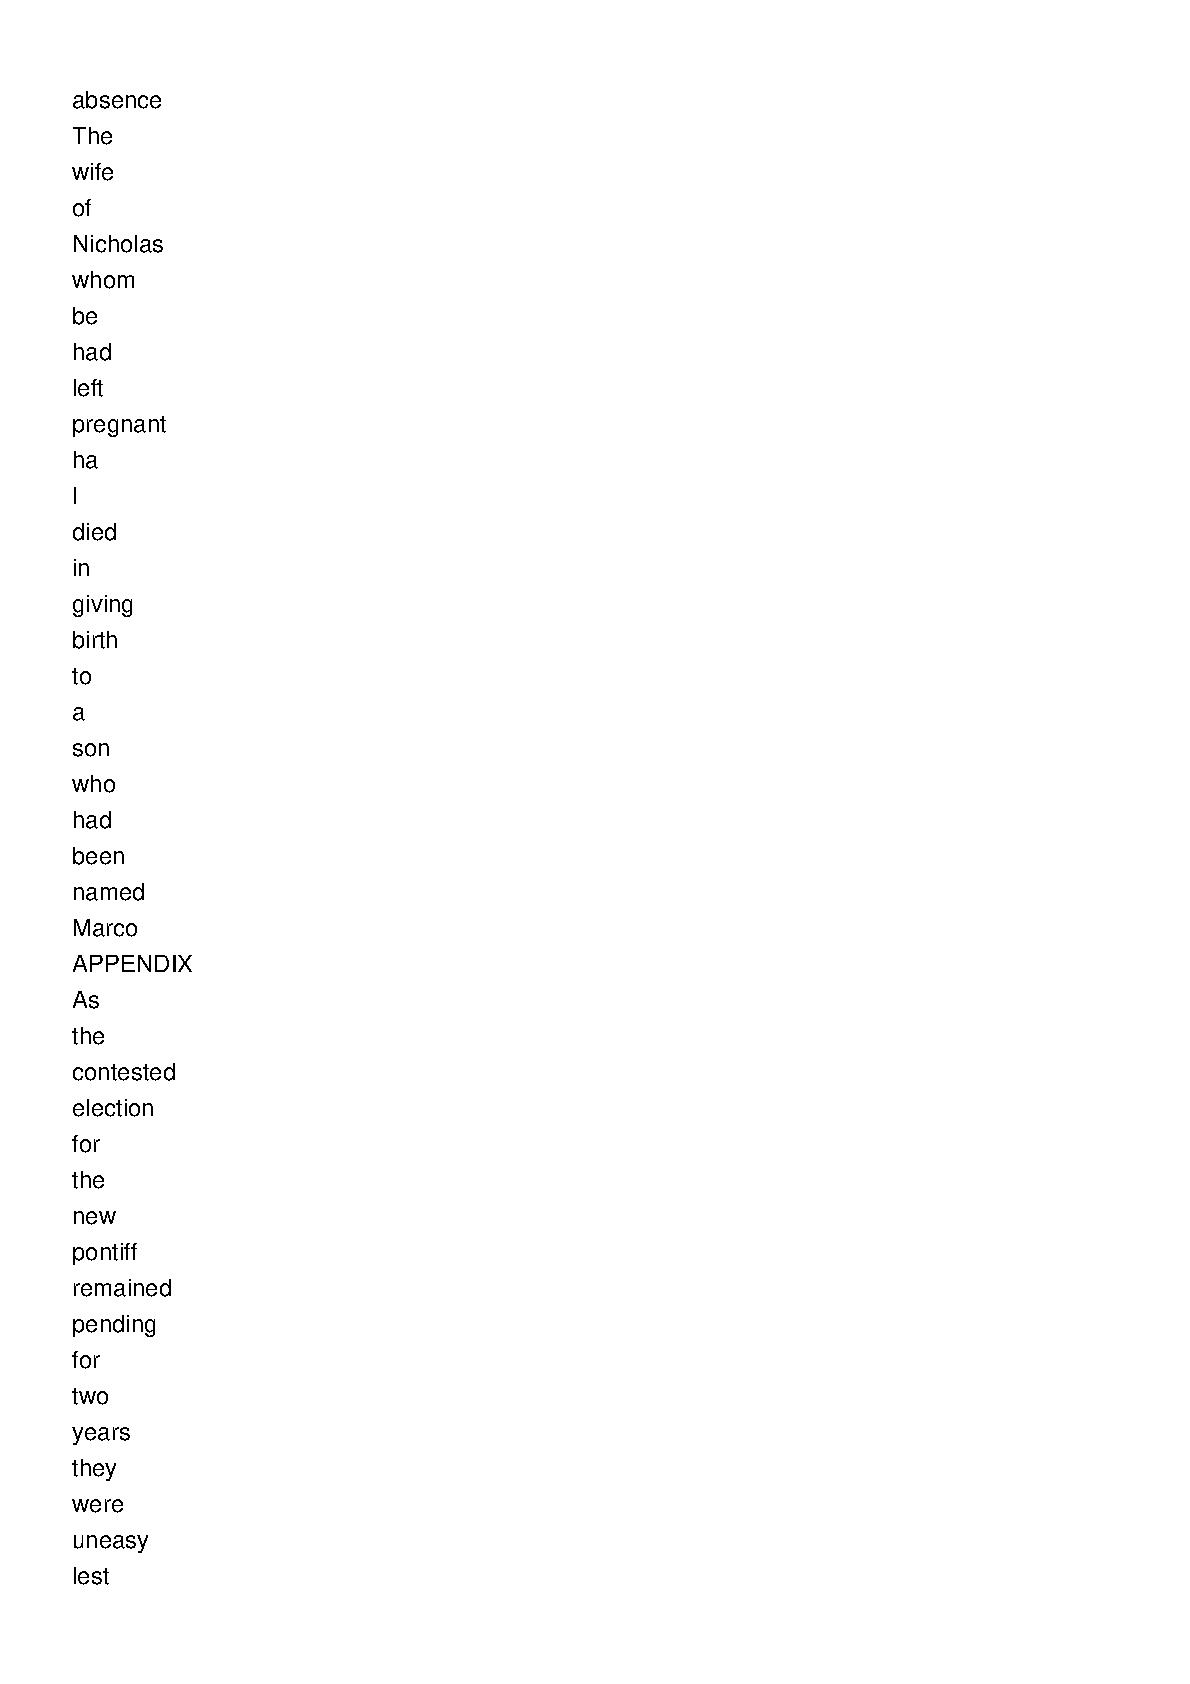 absence
The
wife
of
Nicholas
whom
be
had
left
pregnant
ha
I
died
in
giving
birth
to
a
son
who
had
been
named
Marco
APPENDIX
As
the
contested
election
for
the
new
pontiff
remained
pending
for
two
years
they
were
uneasy
lest